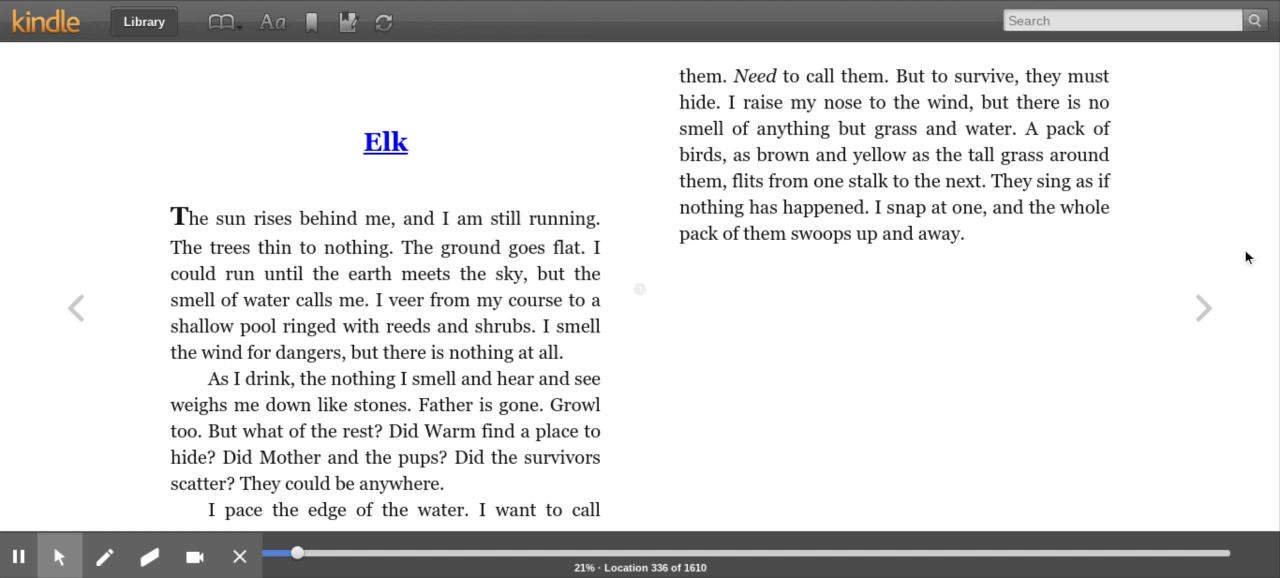 kindle
Library
Aa
Search
Elk
The sun rises behind me, and I am still running.
The trees thin to nothing. The ground goes flat. I
could run until the earth meets the sky, but the
smell of water calls me. I veer from my course to a
shallow pool ringed with reeds and shrubs. I smell
the wind for dangers, but there is nothing at all.
As I drink, the nothing I smell and hear and see
weighs me down like stones. Father is gone. Growl
too. But what of the rest? Did Warm find a place to
hide? Did Mother and the pups? Did the survivors
scatter? They could be anywhere.
I pace the edge of the water. I want to call
them. Need to call them. But to survive, they must
hide. I raise my nose to the wind, but there is no
smell of anything but grass and water. A pack of
birds, as brown and yellow as the tall grass around
them, flits from one stalk to the next. They sing as if
nothing has happened. I snap at one, and the whole
pack of them swoops up and away.
21% · Location 336 of 1610